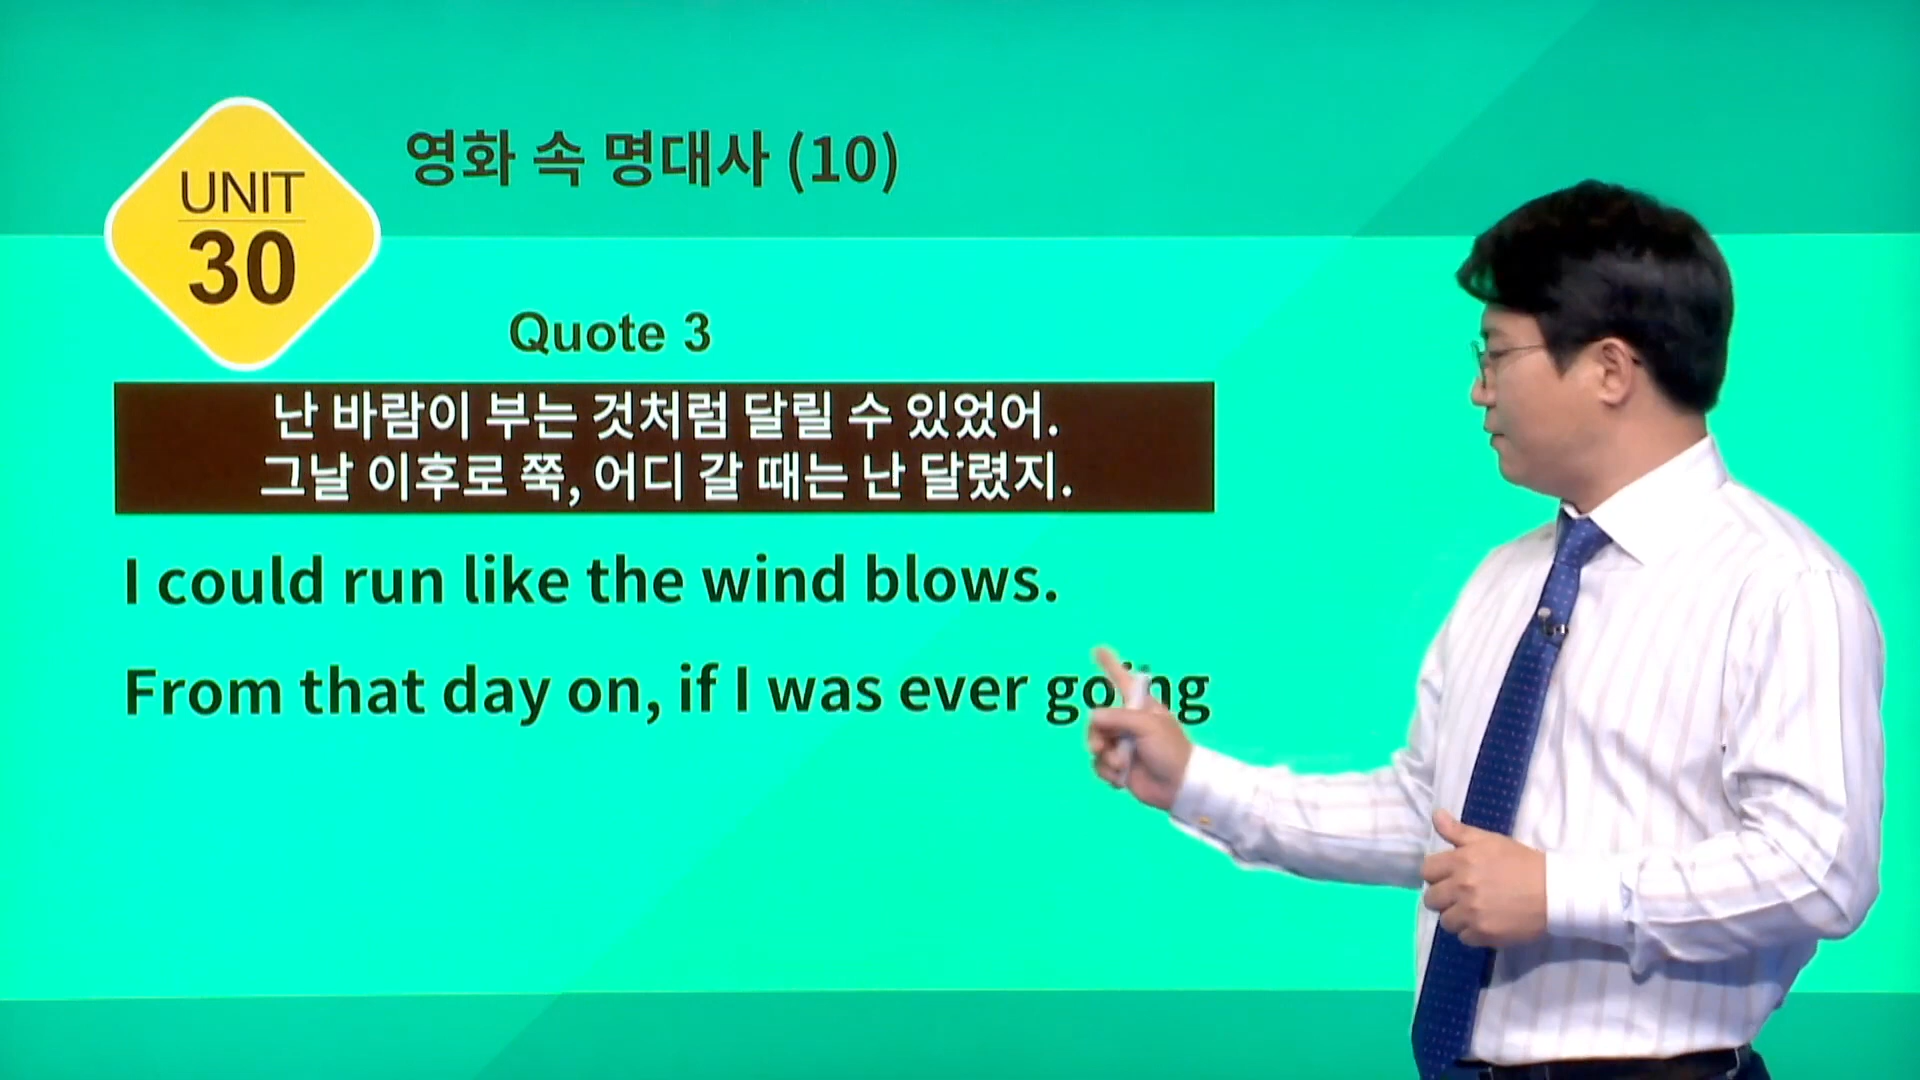 UNIT
30
영화 속 명대사 (10)
Quote 3
난 바람이 부는 것처럼 달릴 수 있었어.
그날 이후로 쭉, 어디 갈 때는 난 달렸지.
I could run like the wind blows.
From that day on, if I was ever going